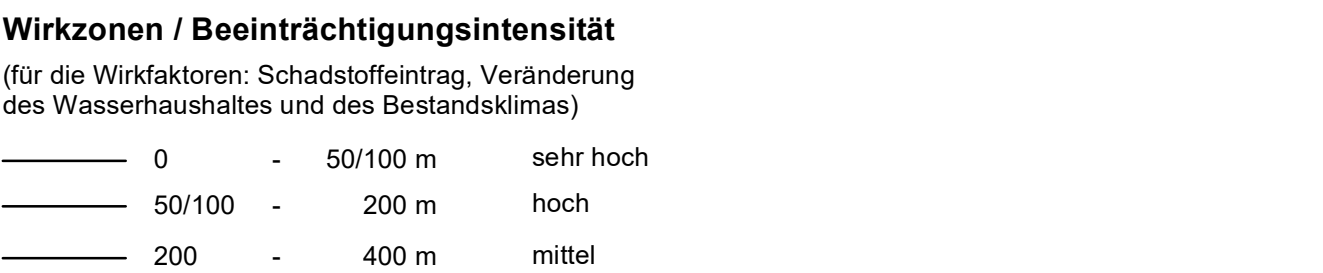 Wirkzonen / Beeinträchtigungsintensität
(für die Wirkfaktoren: Schadstoffeintrag, Veränderung
des Wasserhaushaltes und des Bestandsklimas)
0 - 50/100 m sehr hoch
50/100 - 200 m hoch
200 - 400 m mittel